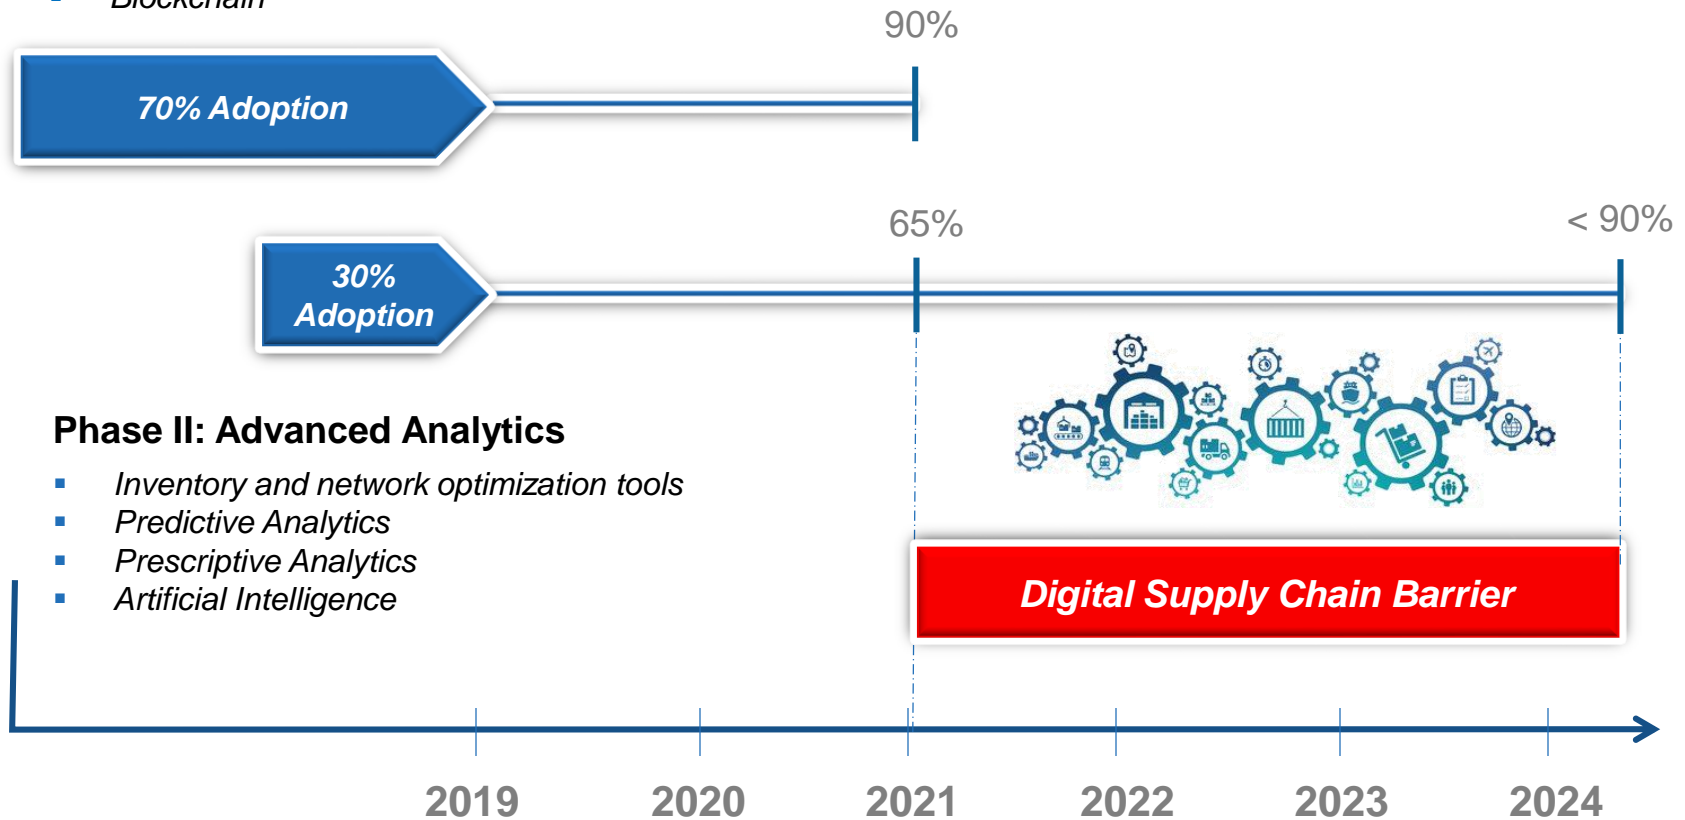 Blockchain
90%
70% Adoption
65%
< 90%
30%
Adoption
Phase II: Advanced Analytics
Inventory and network optimization tools
Predictive Analytics
Prescriptive Analytics
Artificial Intelligence
Digital Supply Chain Barrier
2019 2020 2021 2022 2023 2024